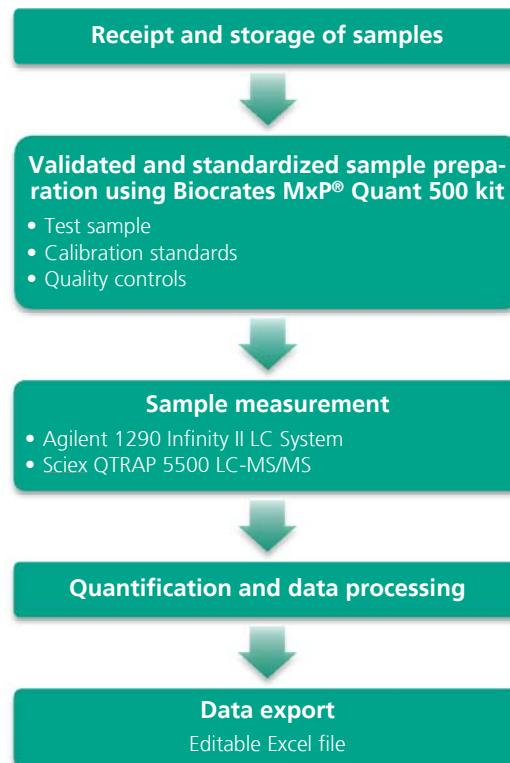 Receipt and storage of samples
Validated and standardized sample prepa-
ration using Biocrates MxP® Quant 500 kit
• Test sample
• Calibration standards
• Quality controls
Sample measurement
• Agilent 1290 Infinity II LC System
• Sciex QTRAP 5500 LC-MS/MS
Quantification and data processing
Data export
Editable Excel file